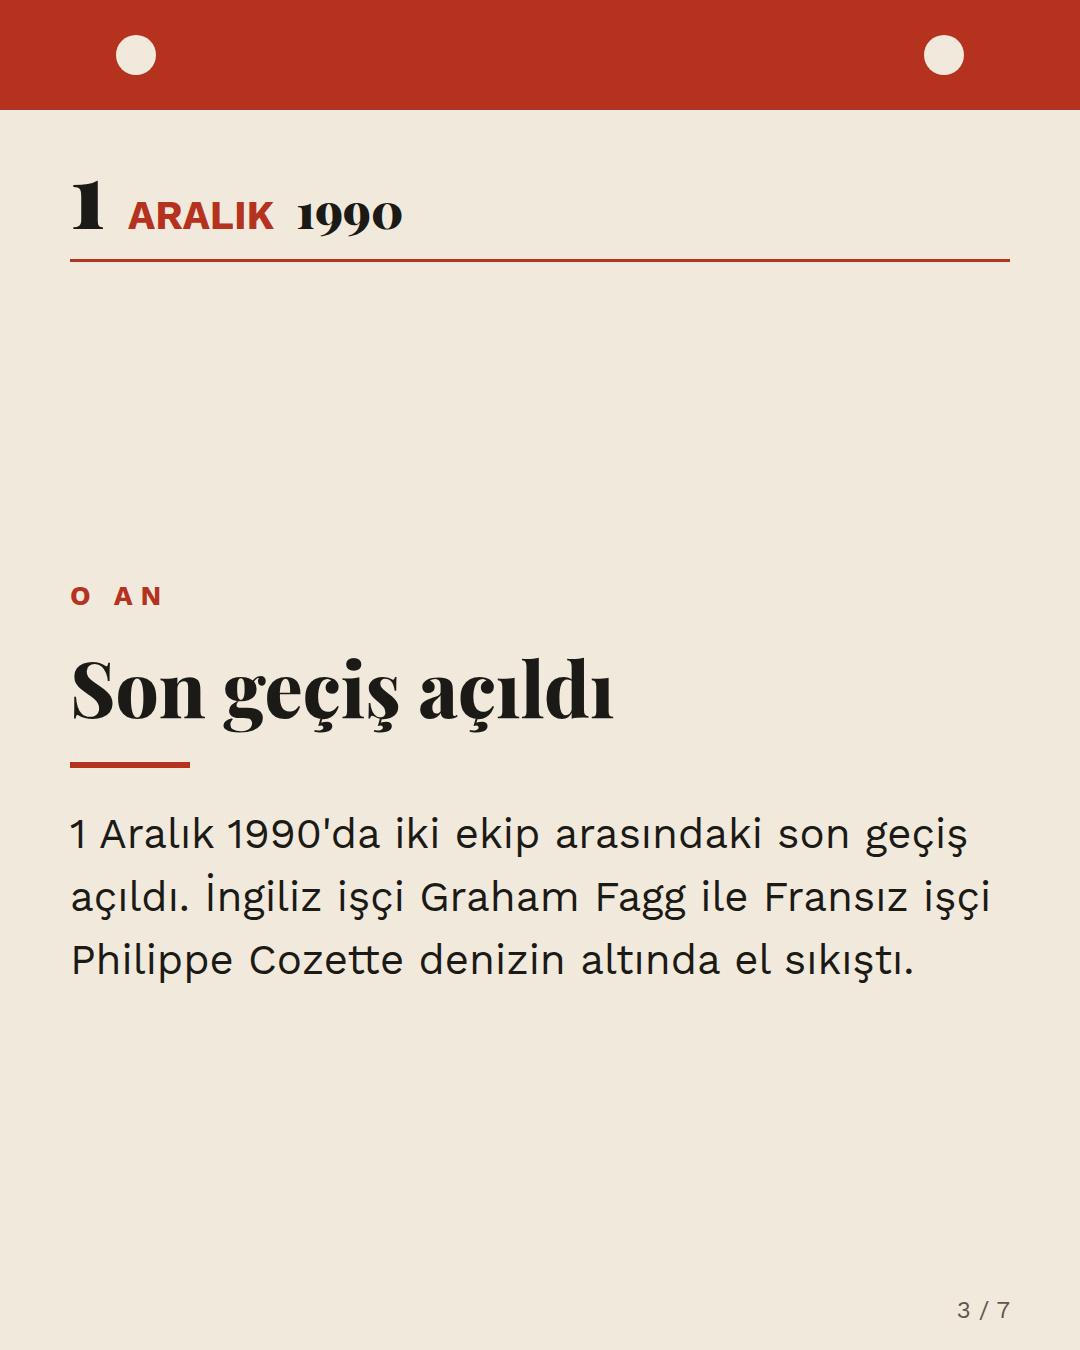 1 ARALIK 1990
O AN
Son geçiş açıldı
1 Aralık 1990'da iki ekip arasındaki son geçiş
açıldı. İngiliz işçi Graham Fagg ile Fransız işçi
Philippe Cozette denizin altında el sıkıştı.
3 / 7